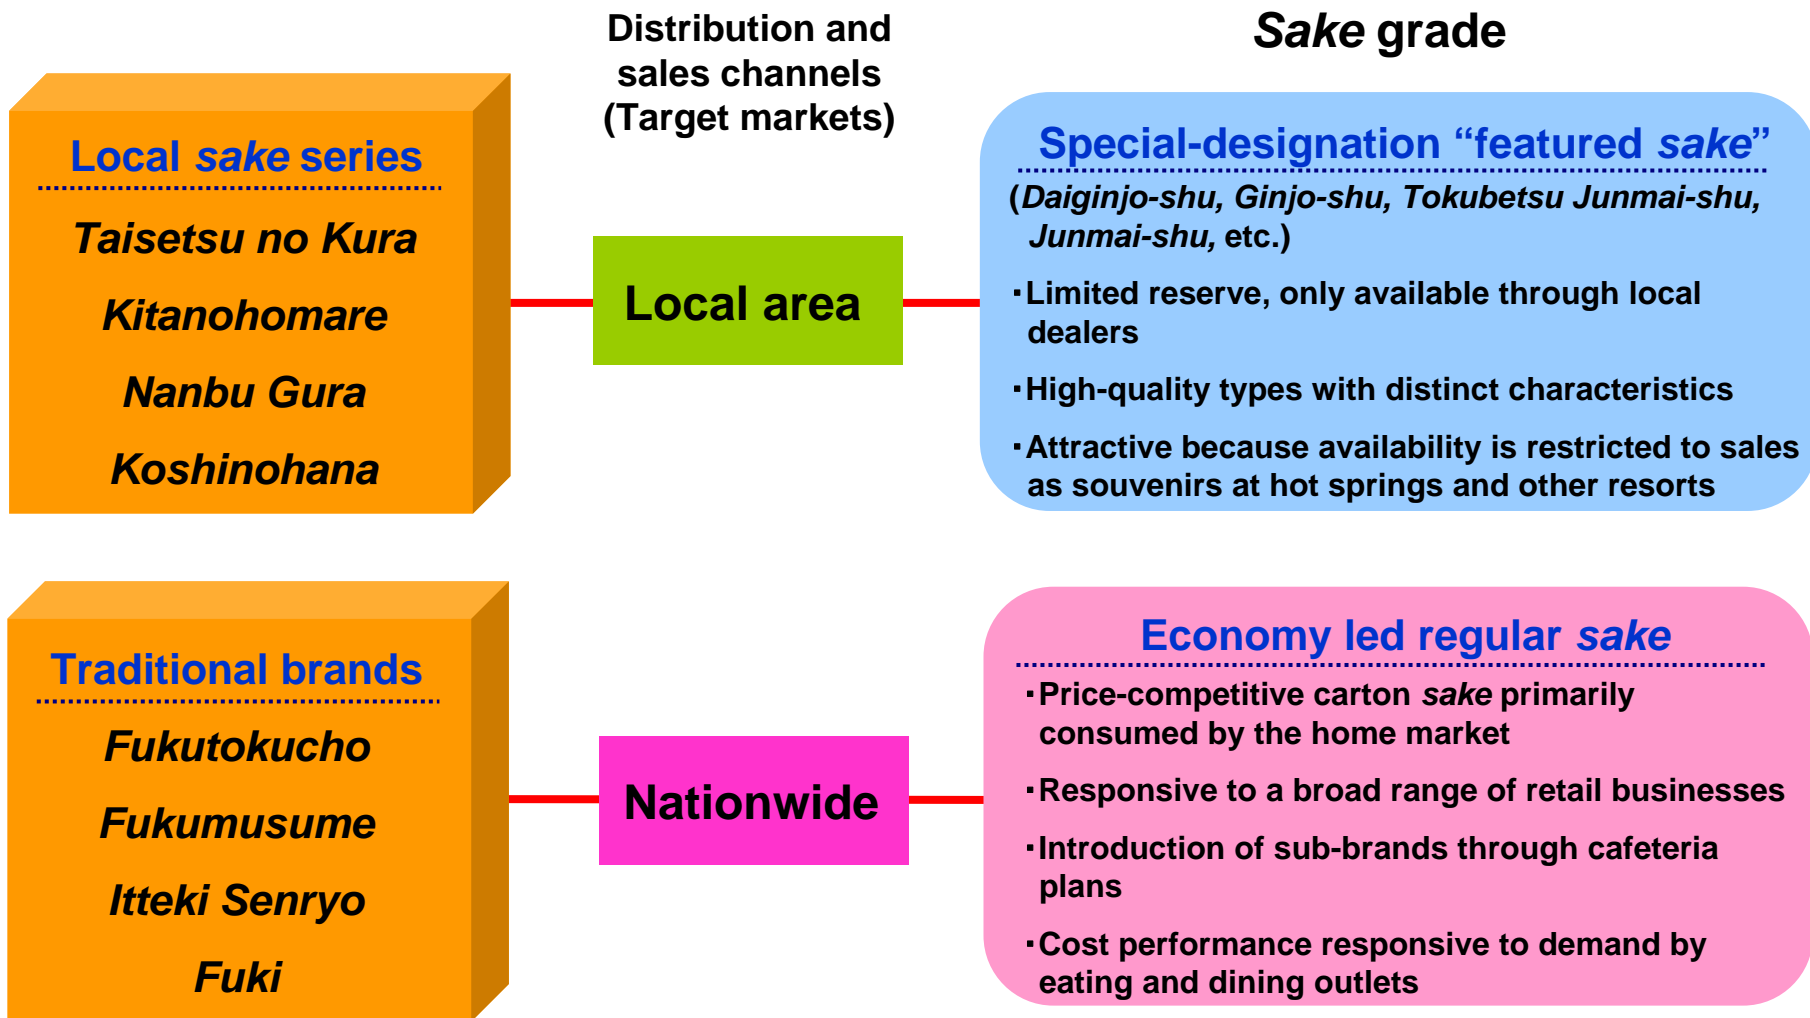 Distribution and
sales channels
(Target markets)
Sake grade
Local sake series
Taisetsu no Kura
Kitanohomare
Nanbu Gura
Koshinohana
Local area
Special-designation “featured sake”
(Daiginjo-shu, Ginjo-shu, Tokubetsu Junmai-shu,
Junmai-shu, etc.)
・Limited reserve, only available through local
dealers
・High-quality types with distinct characteristics
・Attractive because availability is restricted to sales
as souvenirs at hot springs and other resorts
Traditional brands
Fukutokucho
Fukumusume
Itteki Senryo
Fuki
Nationwide
Economy led regular sake
・Price-competitive carton sake primarily
consumed by the home market
・Responsive to a broad range of retail businesses
・Introduction of sub-brands through cafeteria
plans
・Cost performance responsive to demand by
eating and dining outlets